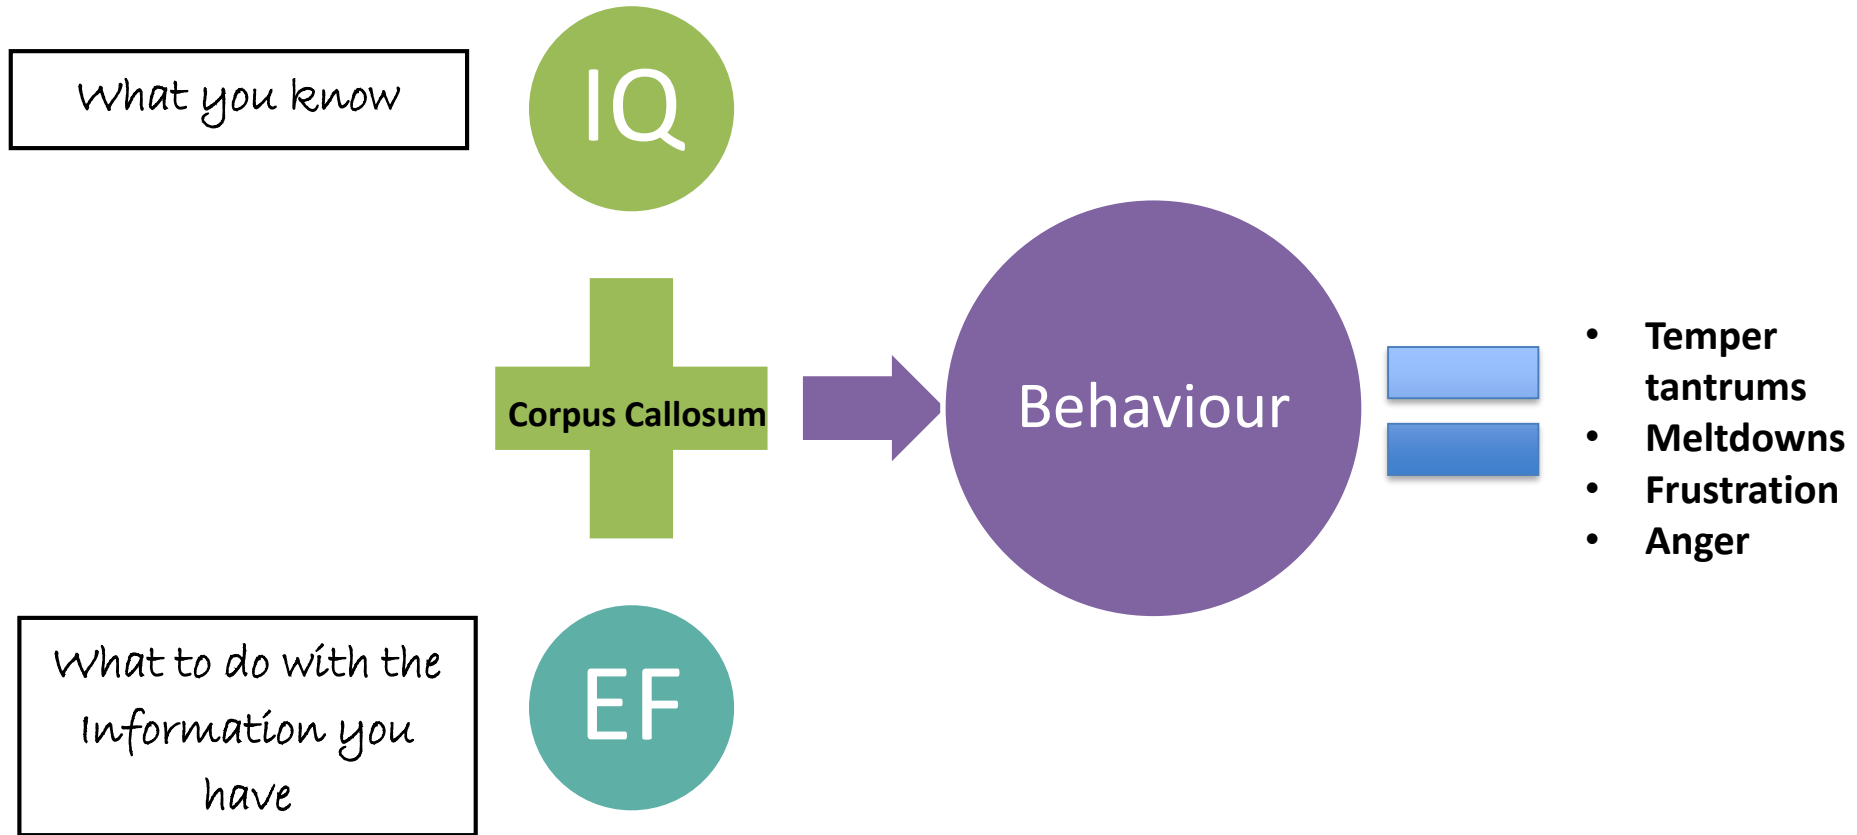 What you know
IQ
Corpus Callosum
Behaviour
• Temper
tantrums
• Meltdowns
• Frustration
• Anger
What to do with the
Information you
have
EF